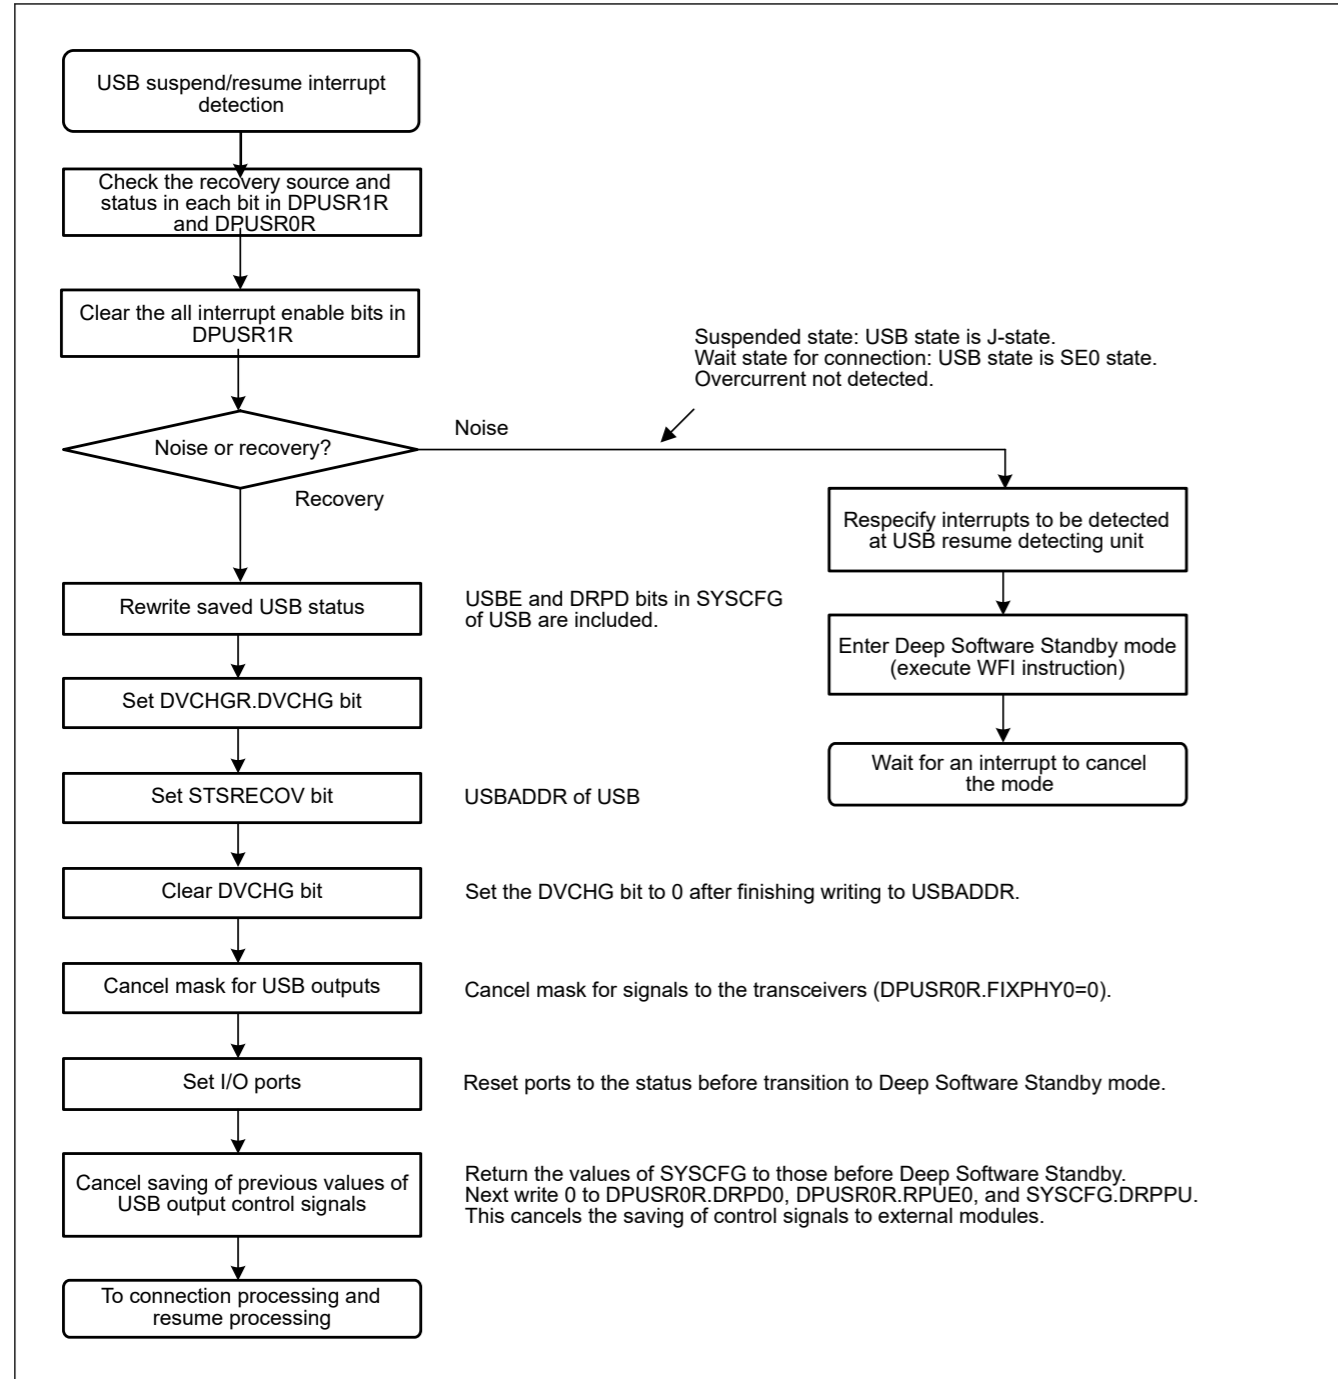 USB suspend/resume interrupt
detection
Check the recovery source and
status in each bit in DPUSR1R
and DPUSR0R
Clear the all interrupt enable bits in
DPUSR1R
Suspended state: USB state is J-state.
Wait state for connection: USB state is SE0 state.
Overcurrent not detected.
Noise or recovery?
Noise
Recovery
Respecify interrupts to be detected
at USB resume detecting unit
Enter Deep Software Standby mode
(execute WFI instruction)
Wait for an interrupt to cancel
the mode
Rewrite saved USB status
USBE and DRPD bits in SYSCFG
of USB are included.
Set DVCHGR.DVCHG bit
Set STSRECOV bit
USBADDR of USB
Clear DVCHG bit
Set the DVCHG bit to 0 after finishing writing to USBADDR.
Cancel mask for USB outputs
Cancel mask for signals to the transceivers (DPUSR0R.FIXPHY0=0).
Set I/O ports
Reset ports to the status before transition to Deep Software Standby mode.
Cancel saving of previous values of
USB output control signals
Return the values of SYSCFG to those before Deep Software Standby.
Next write 0 to DPUSR0R.DRPD0, DPUSR0R.RPUE0, and SYSCFG.DRPPU.
This cancels the saving of control signals to external modules.
To connection processing and
resume processing